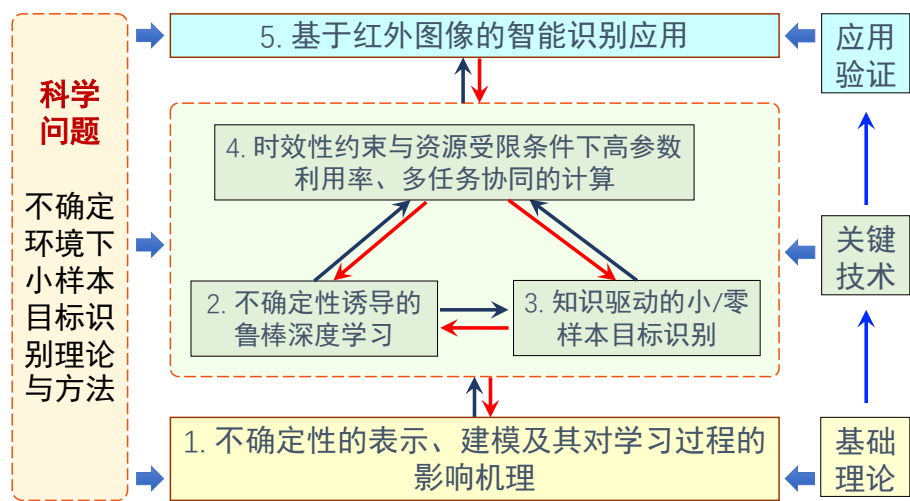 科学
问题
不确定
环境下
小样本
目标识
别理论
与方法
5. 基于红外图像的智能识别应用
4. 时效性约束与资源受限条件下高参数
利用率、多任务协同的计算
2. 不确定性诱导的
鲁棒深度学习
3. 知识驱动的小/零
样本目标识别
1. 不确定性的表示、建模及其对学习过程的
影响机理
应用
验证
关键
技术
基础
理论